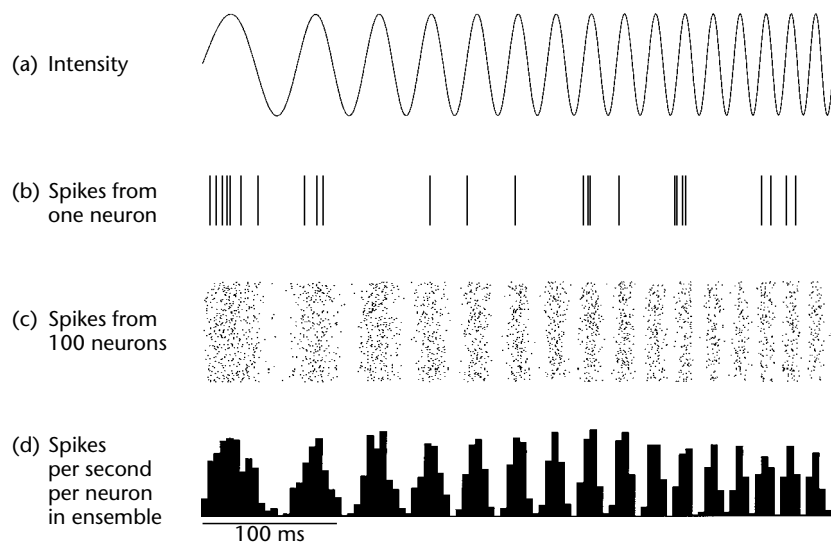 (a) Intensity
(b) Spikes from
one neuron
(c) Spikes from
100 neurons
(d) Spikes
per second
per neuron
in ensemble
100 ms